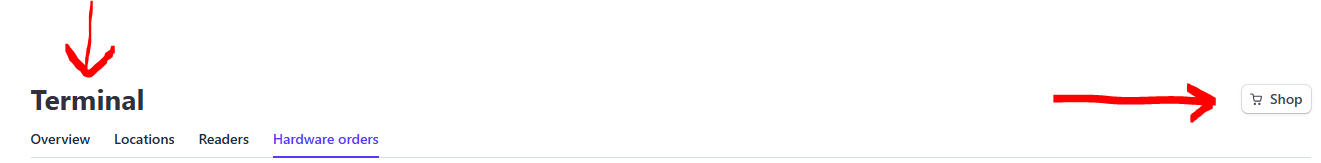 Terminal
Shop
Overview Locations Readers Hardware orders